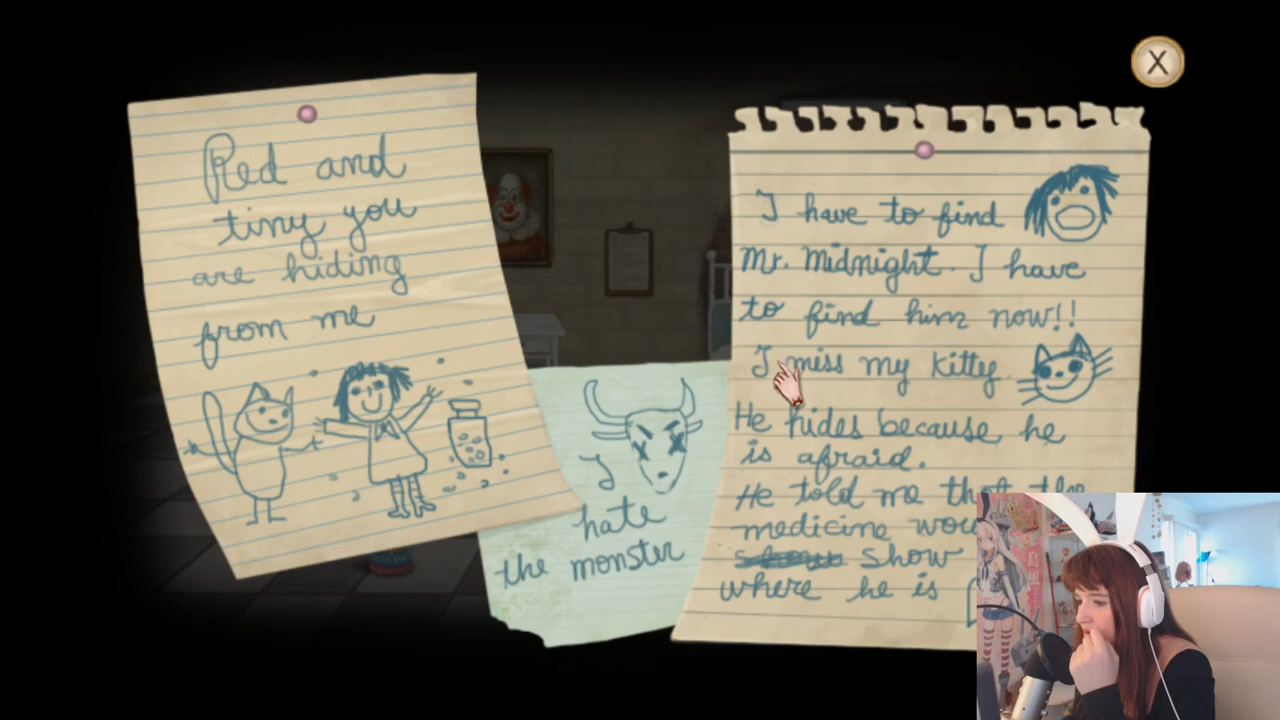 Red and
tiny you
are hiding
from me
I
hate
the monster
I have to find
Mr. Midnight. I have
to find him now!!
I miss my Kitty
He hides because he
is afraid.
He told me that the
medicine
show
where he is
X